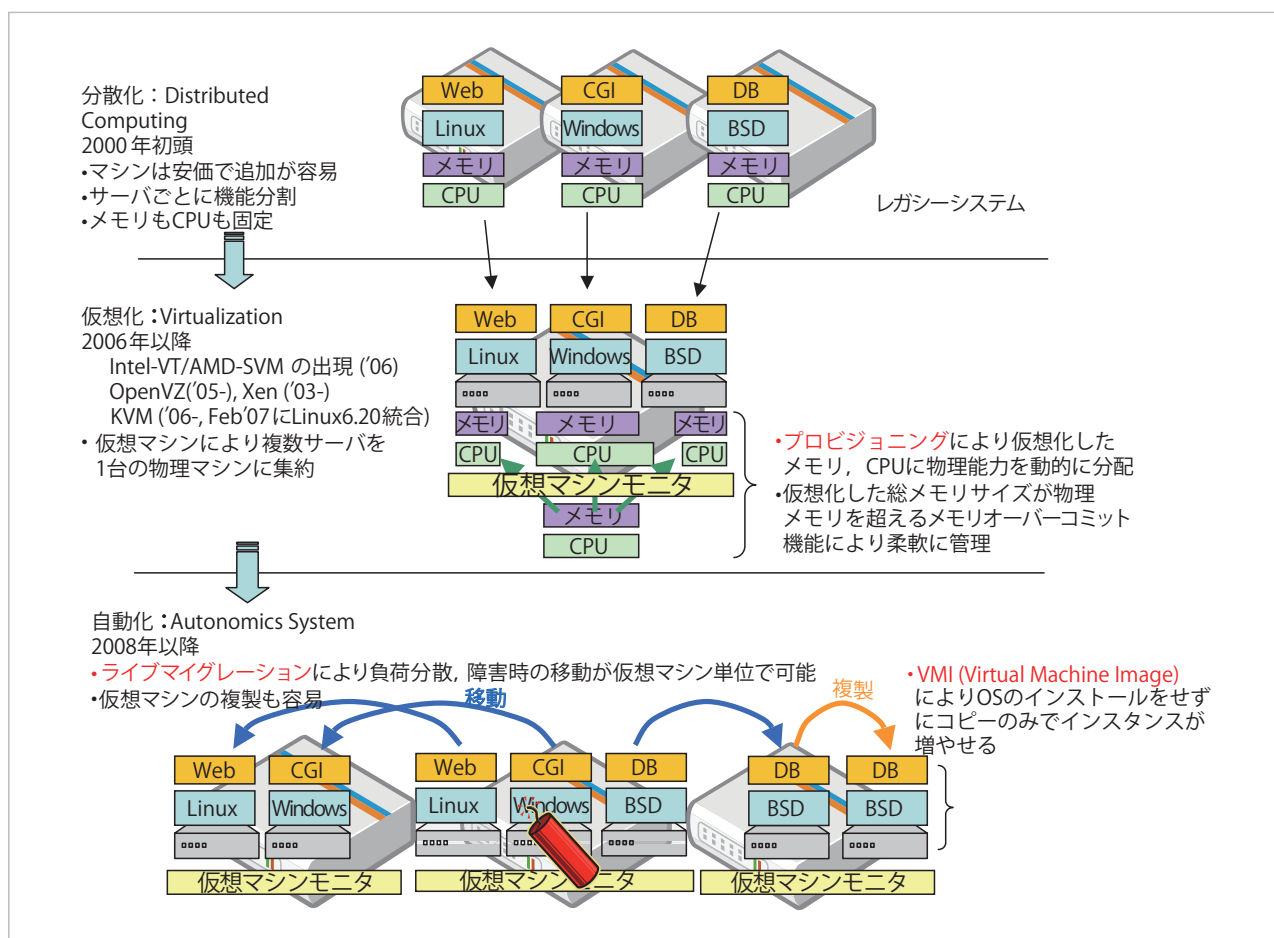 分散化：Distributed
Computing
2000年初頭
•マシンは安価で追加が容易
•サーバごとに機能分割
•メモリもCPUも固定
Web CGI DB
Linux Windows BSD
メモリ メモリ メモリ
CPU CPU CPU
レガシーシステム
仮想化：Virtualization
2006年以降
Intel-VT/AMD-SVM の出現 ('06)
OpenVZ('05-), Xen ('03-)
KVM ('06-, Feb'07にLinux6.20統合)
• 仮想マシンにより複数サーバを
1台の物理マシンに集約
Web CGI DB
Linux Windows BSD
メモリ メモリ メモリ
CPU CPU CPU
仮想マシンモニタ
メモリ
CPU
•プロビジョニングにより仮想化した
メモリ，CPUに物理能力を動的に分配
•仮想化した総メモリサイズが物理
メモリを超えるメモリオーバーコミット
機能により柔軟に管理
自動化：Autonomics System
2008年以降
•ライブマイグレーションにより負荷分散，障害時の移動が仮想マシン単位で可能
•仮想マシンの複製も容易
移動
複製
•VMI (Virtual Machine Image)
によりOSのインストールをせず
にコピーのみでインスタンスが
増やせる
Web CGI Web CGI DB DB DB
Linux Windows Linux Windows BSD BSD BSD
仮想マシンモニタ 仮想マシンモニタ 仮想マシンモニタ